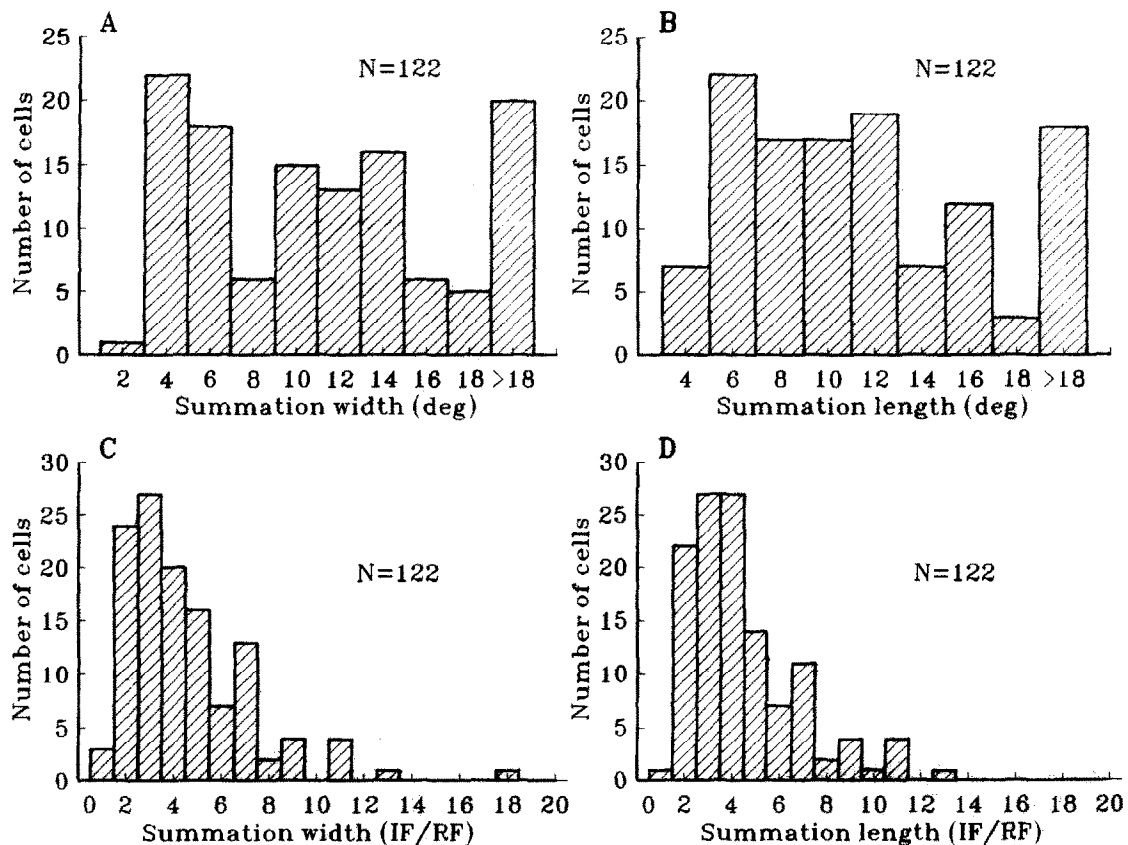 A
Number of cells
25
20
15
10
5
0
N=122
2 4 6 8 10 12 14 16 18 >18
Summation width (deg)
B
Number of cells
25
20
15
10
5
0
N=122
4 6 8 10 12 14 16 18 >18
Summation length (deg)
C
Number of cells
30
25
20
15
10
5
0
N=122
0 2 4 6 8 10 12 14 16 18 20
Summation width (IF/RF)
D
Number of cells
30
25
20
15
10
5
0
N=122
0 2 4 6 8 10 12 14 16 18 20
Summation length (IF/RF)